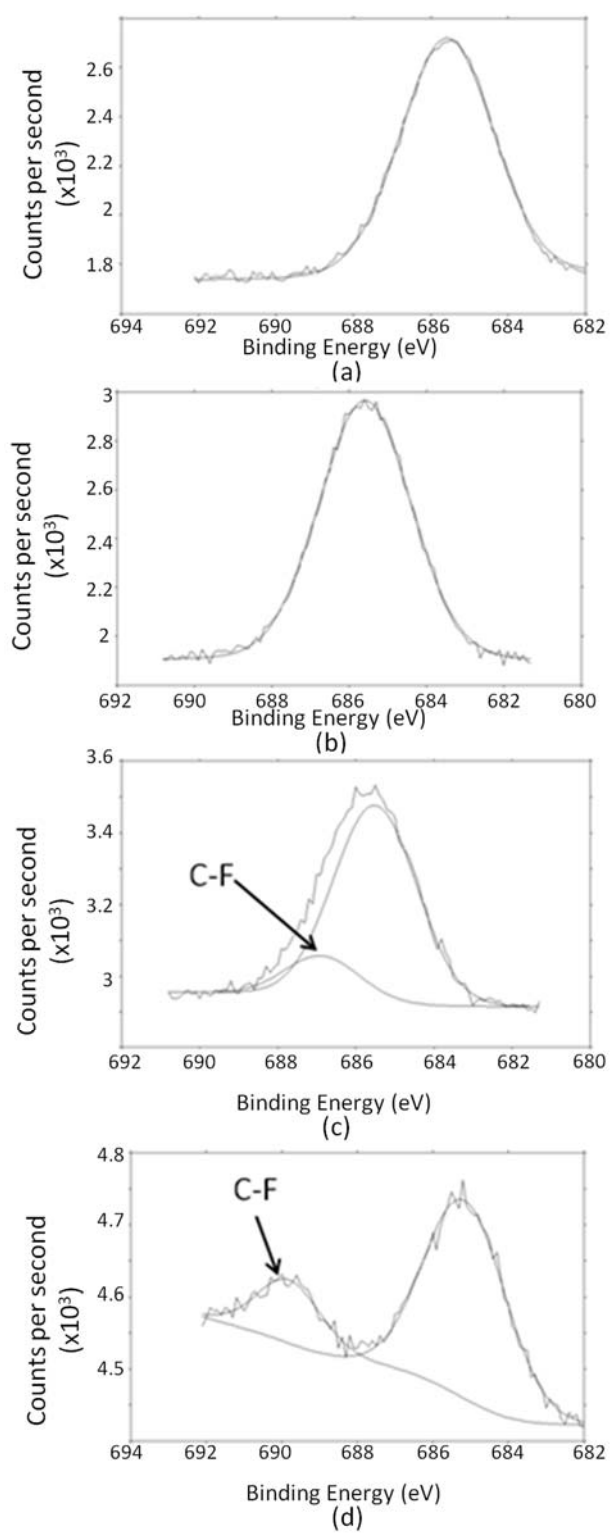 Counts per second
(x10³)
2.6
2.4
2.2
2
1.8
694 692 690 688 686 684 682
Binding Energy (eV)
(a)
Counts per second
(x10³)
3
2.8
2.6
2.4
2.2
2
692 690 688 686 684 682 680
Binding Energy (eV)
(b)
Counts per second
(x10³)
3.6
3.4
3.2
3
C-F
692 690 688 686 684 682 680
Binding Energy (eV)
(c)
Counts per second
(x10³)
4.8
4.7
4.6
4.5
C-F
694 692 690 688 686 684 682
Binding Energy (eV)
(d)